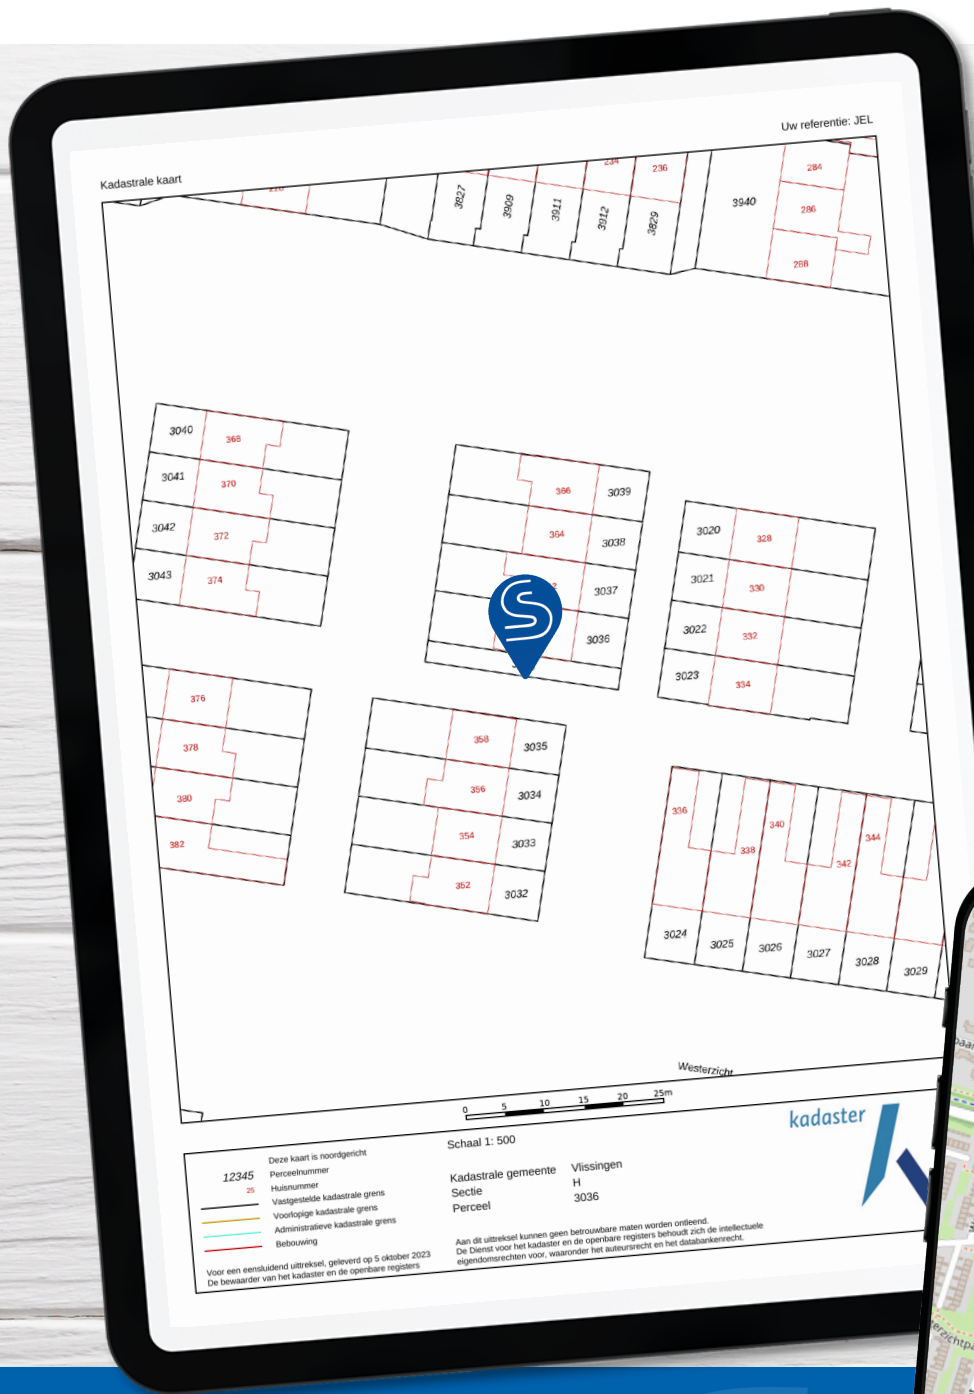 Uw referentie: JEL
Kadastrale kaart
234
236
284
3827
3909
3911
3912
3829
3940
286
288
3040
368
3041
370
3042
372
3043
374
366
3039
364
3038
3037
3036
3020
328
3021
330
3022
332
3023
334
376
378
380
382
358
3035
356
3034
354
3033
352
3032
336
338
340
342
344
3024
3025
3026
3027
3028
3029
Westerzicht
0 5 10 15 20 25m
Schaal 1: 500
kadaster
Deze kaart is noordgericht
12345 Perceelnummer
25 Huisnummer
Vastgestelde kadastrale grens
Voorlopige kadastrale grens
Administratieve kadastrale grens
Bebouwing
Kadastrale gemeente Vlissingen
Sectie H
Perceel 3036
Voor een eensluidend uittreksel, geleverd op 5 oktober 2023
De bewaarder van het kadaster en de openbare registers
Aan dit uittreksel kunnen geen betrouwbare maten worden ontleend.
De Dienst voor het kadaster en de openbare registers behoudt zich de intellectuele
eigendomsrechten voor, waaronder het auteursrecht en het databankenrecht.